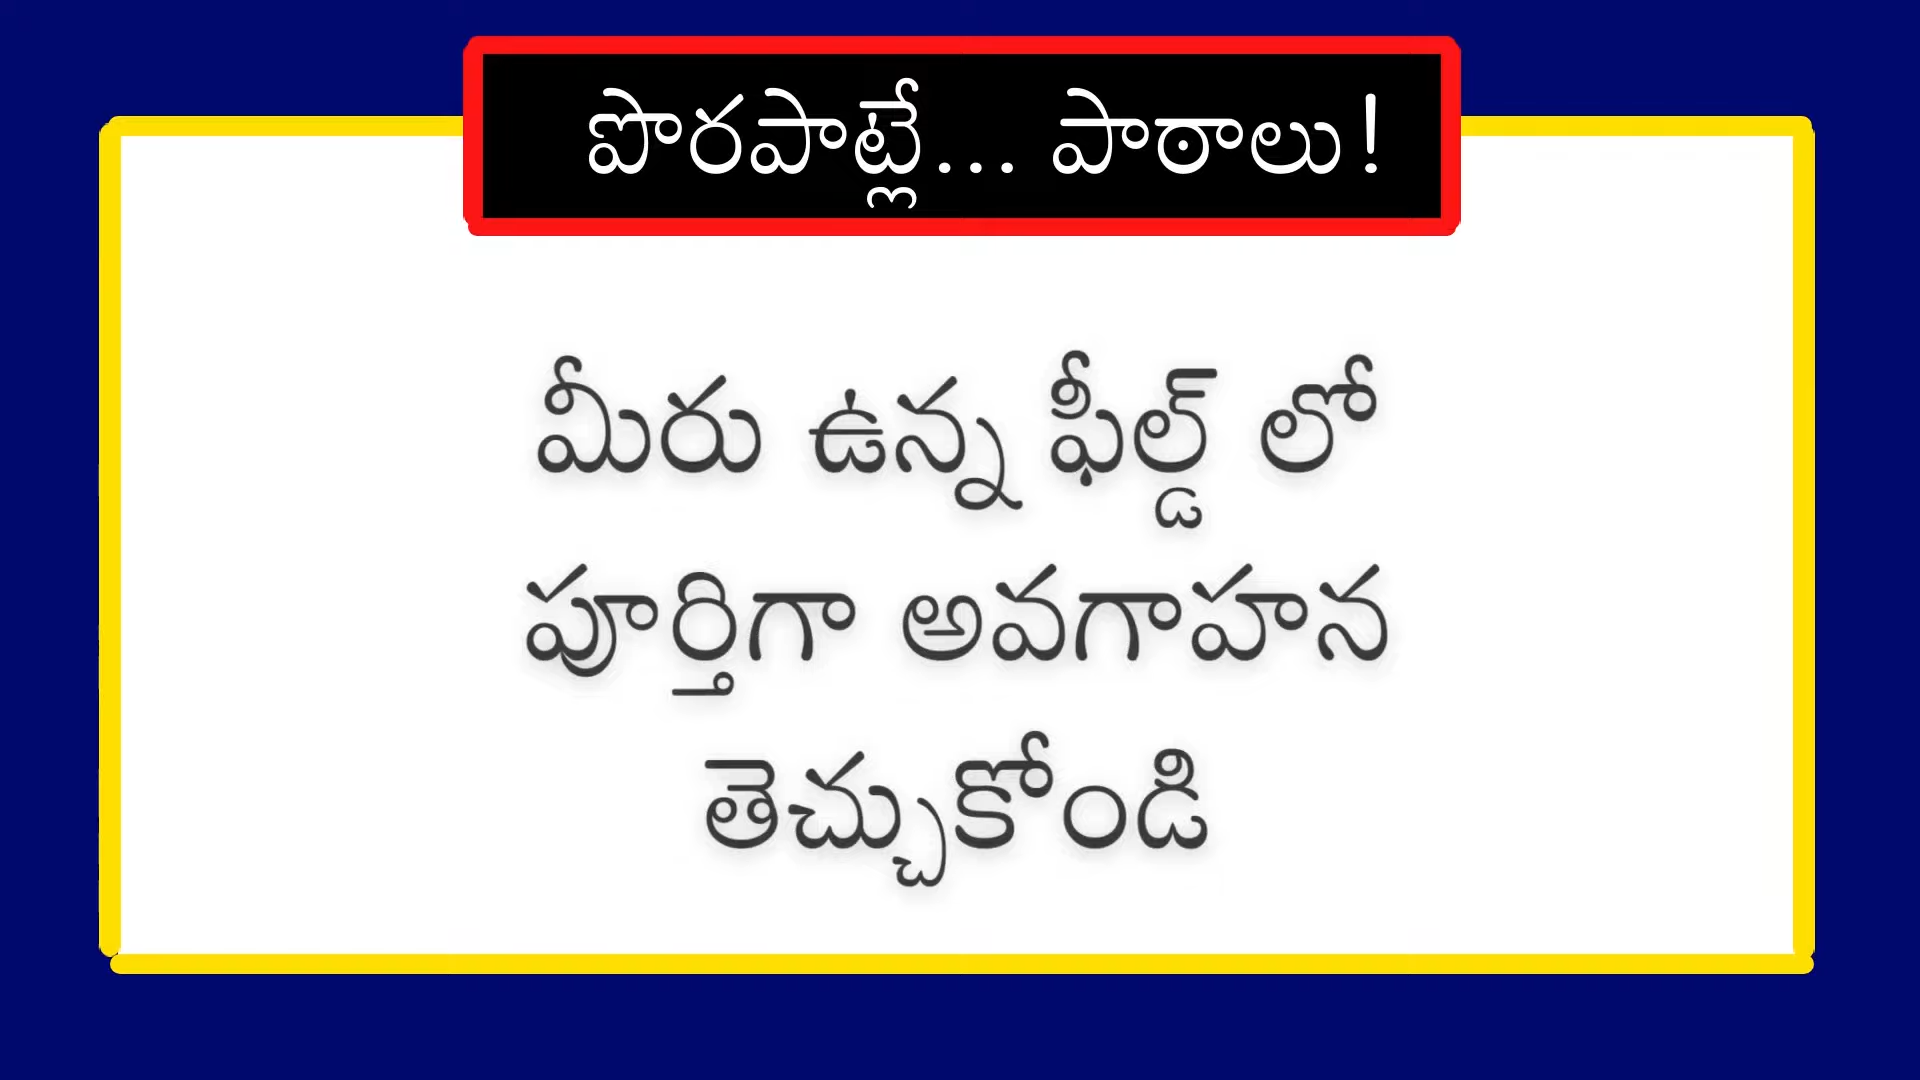 పొరపాట్లే... పాఠాలు!
మీరు ఉన్న ఫీల్డ్ లో
పూర్తిగా అవగాహన
తెచ్చుకోండి